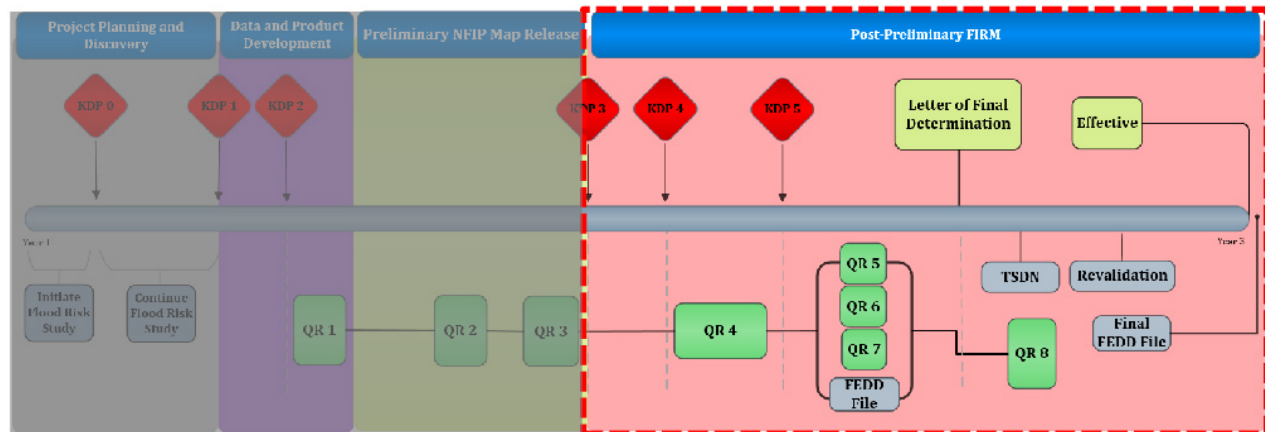 Project Planning and
Discovery
Data and Product
Development
Preliminary NFIP Map Release
Post-Preliminary FIRM
KDP 0
KDP 1
KDP 2
KDP 3
KDP 4
KDP 5
Letter of Final
Determination
Effective
Year 1
Year 3
Initiate
Flood Risk
Study
Continue
Flood Risk
Study
QR 1
QR 2
QR 3
QR 4
QR 5
QR 6
QR 7
FEDD
File
TSDN
Revalidation
QR 8
Final
FEDD File